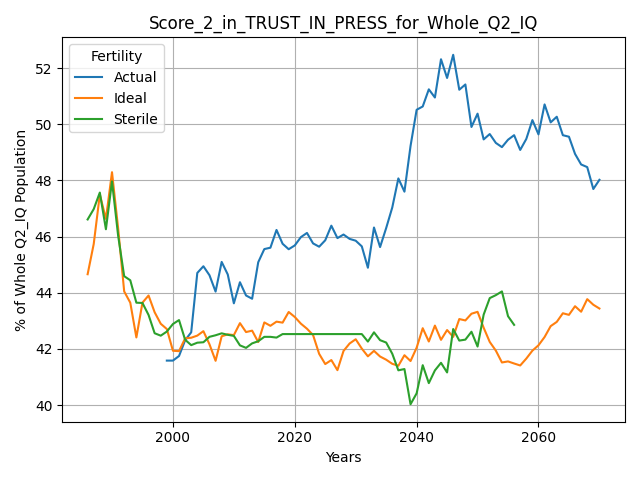 Score_2_in_TRUST_IN_PRESS_for_Whole_Q2_IQ
Fertility
Actual
Ideal
Sterile
% of Whole Q2_IQ Population
52
50
48
46
44
42
40
2000
2020
2040
2060
Years